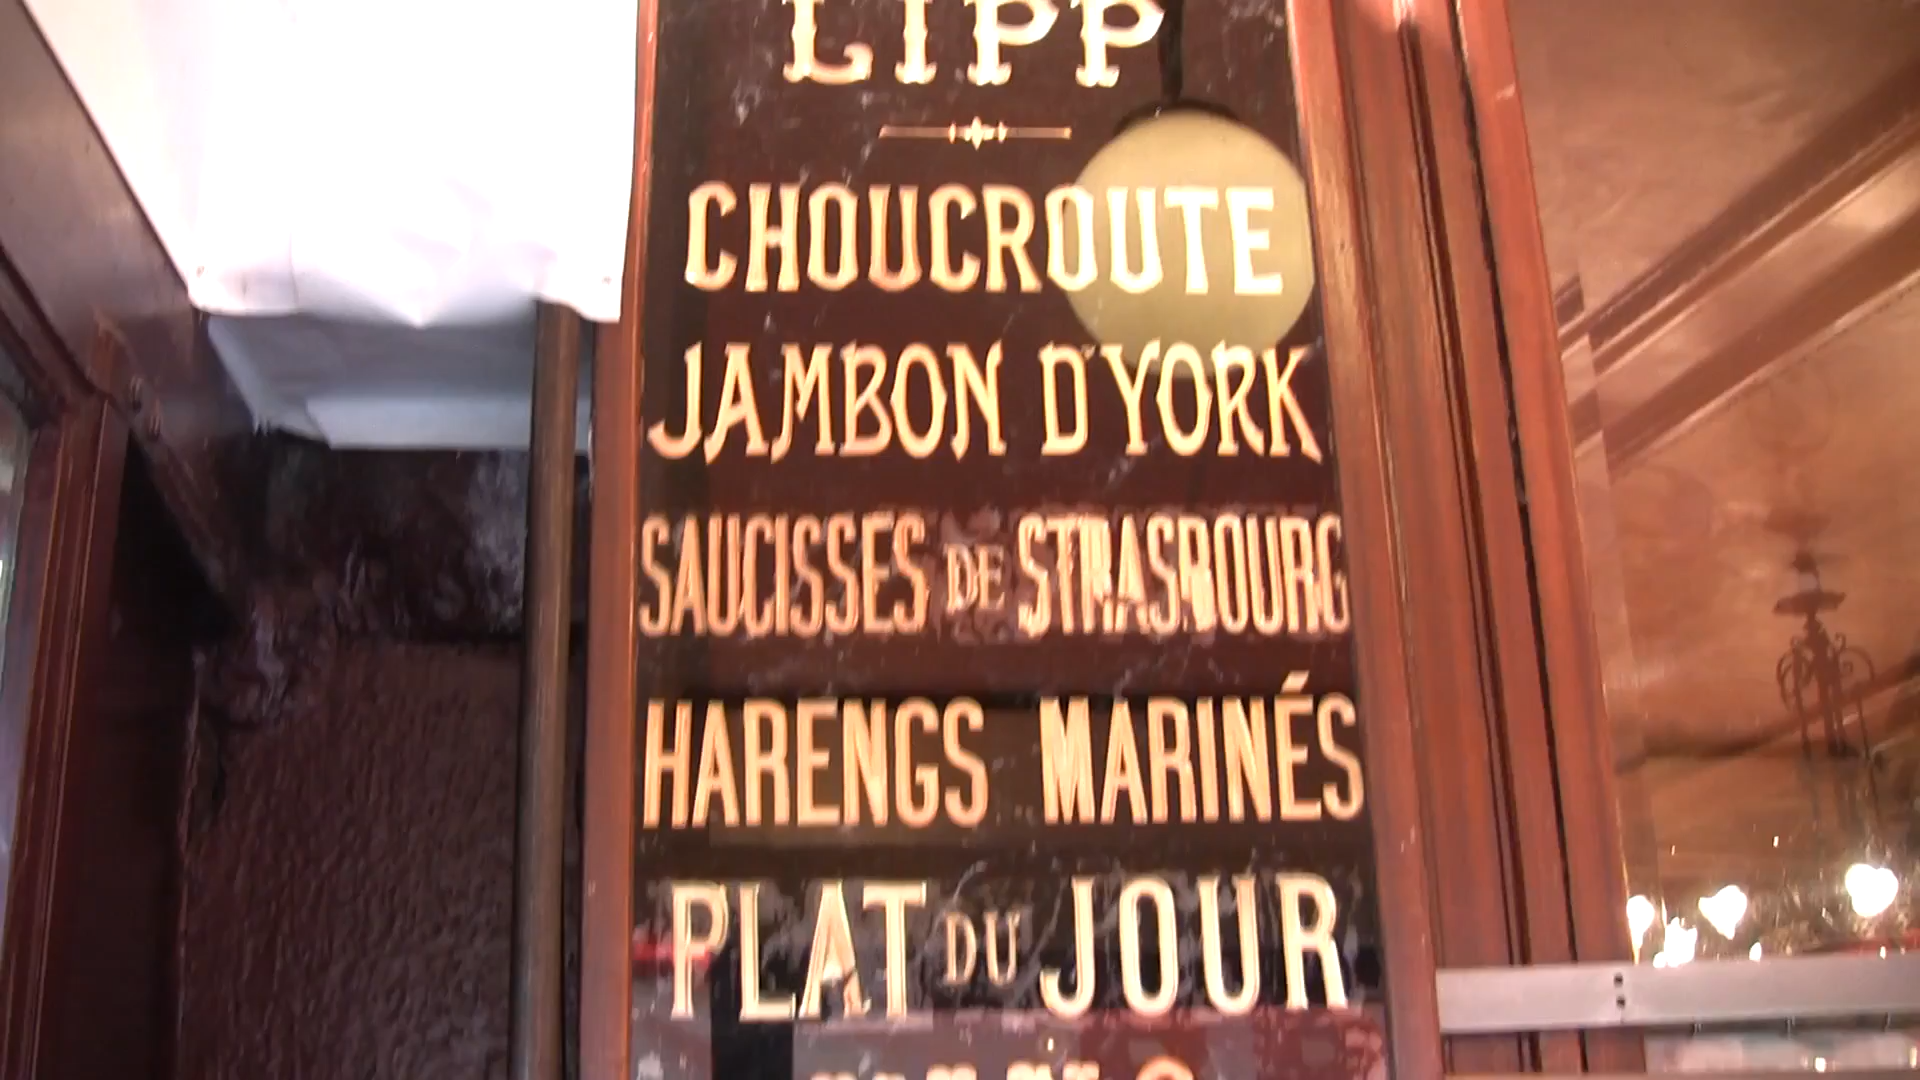 LIPP
CHOUCROUTE
JAMBON D'YORK
SAUCISSES DE STRASBOURG
HARENGS MARINÉS
PLAT DU JOUR